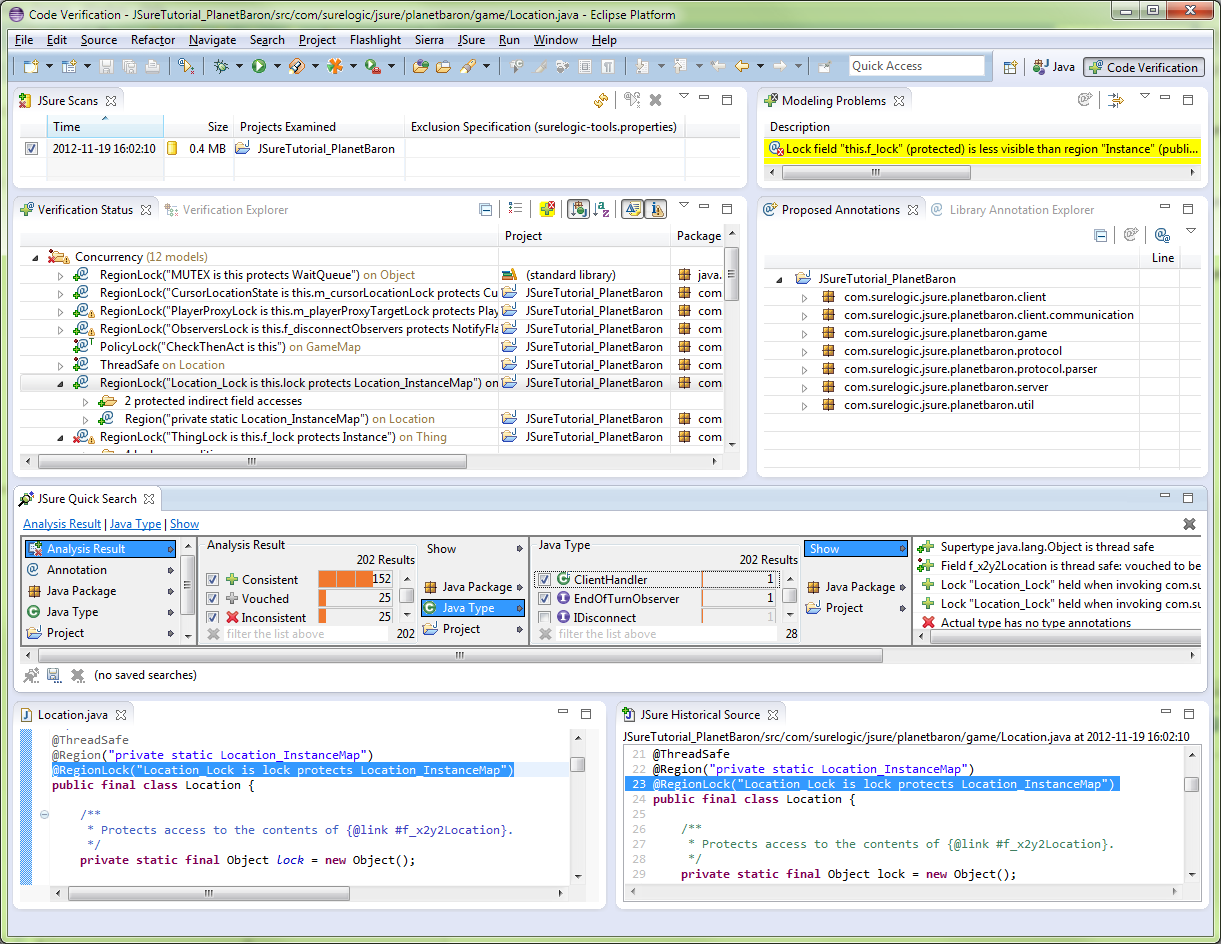 Code Verification - JSureTutorial_PlanetBaron/src/com/surelogic/jsure/planetbaron/game/Location.java - Eclipse Platform
File Edit Source Refactor Navigate Search Project Flashlight Sierra JSure Run Window Help
Quick Access
Java
Code Verification
JSure Scans
Time Size Projects Examined Exclusion Specification (surelogic-tools.properties)
2012-11-19 16:02:10 0.4 MB JSureTutorial_PlanetBaron
Modeling Problems
Description
Lock field "this.f_lock" (protected) is less visible than region "Instance" (publi...
Verification Status Verification Explorer
Project Package
Concurrency (12 models)
RegionLock("MUTEX is this protects WaitQueue") on Object (standard library) java.
RegionLock("CursorLocationState is this.m_cursorLocationLock protects Cu JSureTutorial_PlanetBaron com
RegionLock("PlayerProxyLock is this.m_playerProxyTargetLock protects Play JSureTutorial_PlanetBaron com
RegionLock("ObserversLock is this.f_disconnectObservers protects NotifyFla JSureTutorial_PlanetBaron com
PolicyLock("CheckThenAct is this") on GameMap JSureTutorial_PlanetBaron com
ThreadSafe on Location JSureTutorial_PlanetBaron com
RegionLock("Location_Lock is this.lock protects Location_InstanceMap") on JSureTutorial_PlanetBaron com
2 protected indirect field accesses
Region("private static Location_InstanceMap") on Location JSureTutorial_PlanetBaron com
RegionLock("ThingLock is this.f_lock protects Instance") on Thing JSureTutorial_PlanetBaron com
Proposed Annotations Library Annotation Explorer
Line
JSureTutorial_PlanetBaron
com.surelogic.jsure.planetbaron.client
com.surelogic.jsure.planetbaron.client.communication
com.surelogic.jsure.planetbaron.game
com.surelogic.jsure.planetbaron.protocol
com.surelogic.jsure.planetbaron.protocol.parser
com.surelogic.jsure.planetbaron.server
com.surelogic.jsure.planetbaron.util
JSure Quick Search
Analysis Result | Java Type | Show
Analysis Result
Annotation
Java Package
Java Type
Project
Analysis Result
202 Results
Consistent 152
Vouched 25
Inconsistent 25
filter the list above 202
Show
Java Package
Java Type
Project
Java Type
202 Results
ClientHandler 1
EndOfTurnObserver 1
IDisconnect 1
filter the list above 28
Show
Java Package
Project
Supertype java.lang.Object is thread safe
Field f_x2y2Location is thread safe: vouched to be
Lock "Location_Lock" held when invoking com.su
Lock "Location_Lock" held when invoking com.su
Actual type has no type annotations
(no saved searches)
Location.java
@ThreadSafe
@Region("private static Location_InstanceMap")
@RegionLock("Location_Lock is lock protects Location_InstanceMap")
public final class Location {
/**
* Protects access to the contents of {@link #f_x2y2Location}.
*/
private static final Object lock = new Object();
JSure Historical Source
JSureTutorial_PlanetBaron/src/com/surelogic/jsure/planetbaron/game/Location.java at 2012-11-19 16:02:10
21 @ThreadSafe
22 @Region("private static Location_InstanceMap")
23 @RegionLock("Location_Lock is lock protects Location_InstanceMap")
24 public final class Location {
25
26 /**
27 * Protects access to the contents of {@link #f_x2y2Location}.
28 */
29 private static final Object lock = new Object();